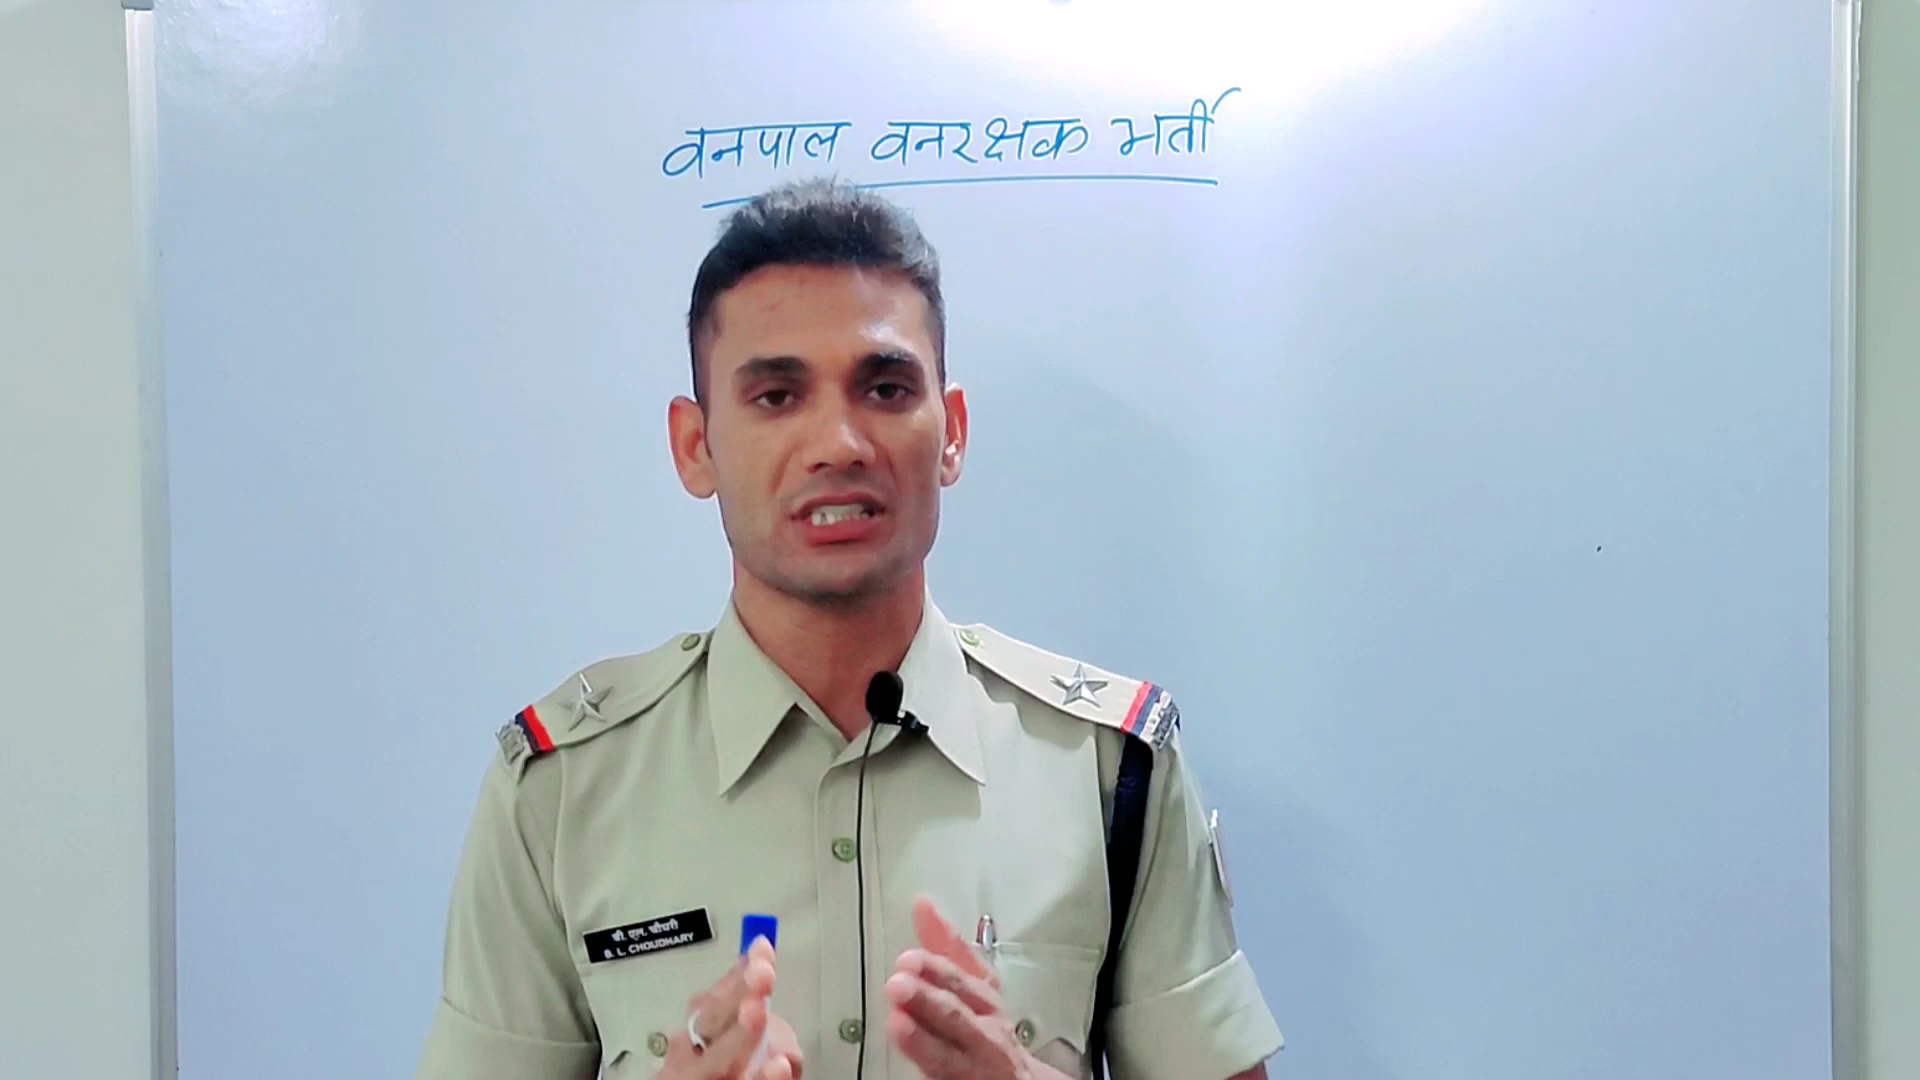 वनपाल वनरक्षक भर्ती
बी. एल. चौधरी
B. L. CHOUDHARY